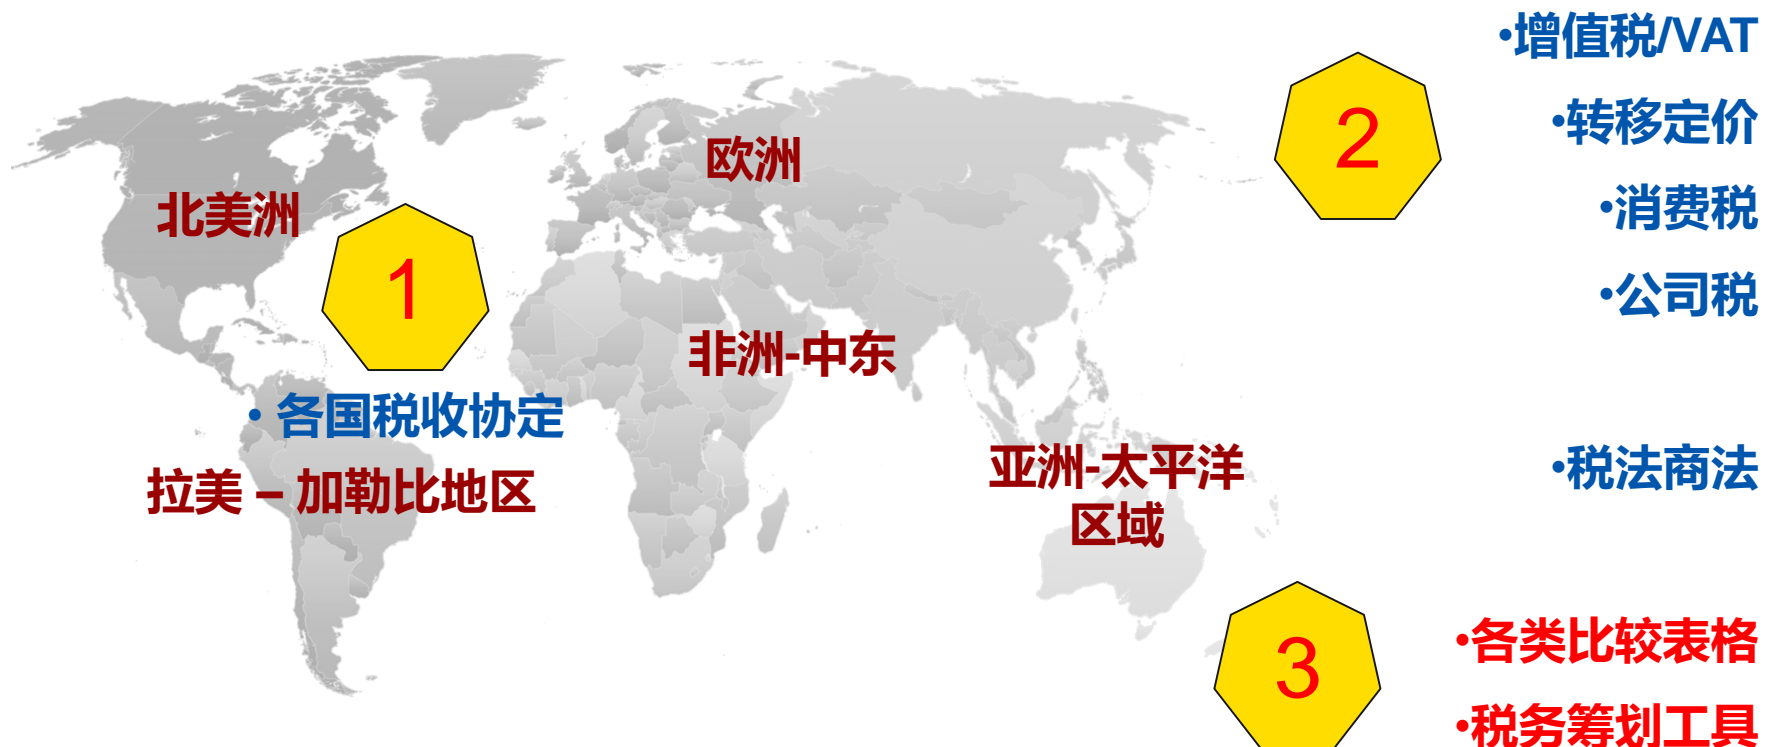 •增值税/VAT
2
•转移定价
欧洲
北美洲
•消费税
1
•公司税
非洲-中东
• 各国税收协定
拉美 – 加勒比地区
亚洲-太平洋
区域
•税法商法
3
•各类比较表格
•税务筹划工具